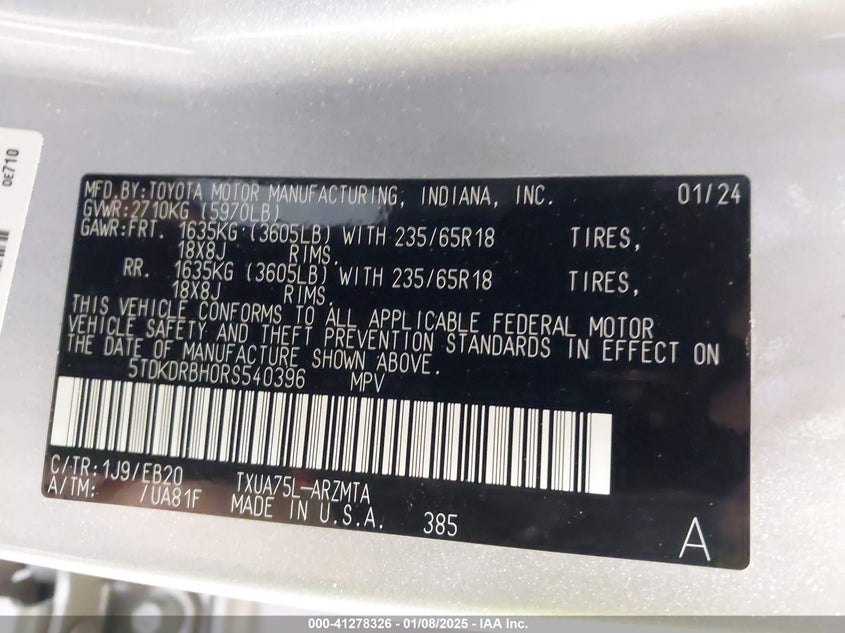 0E710
MFD.BY:TOYOTA MOTOR MANUFACTURING, INDIANA, INC. 01/24
GVWR:2710KG (5970LB)
GAWR:FRT. 1635KG (3605LB) WITH 235/65R18 TIRES,
18X8J RIMS.
RR. 1635KG (3605LB) WITH 235/65R18 TIRES,
18X8J RIMS.
THIS VEHICLE CONFORMS TO ALL APPLICABLE FEDERAL MOTOR
VEHICLE SAFETY AND THEFT PREVENTION STANDARDS IN EFFECT ON
THE DATE OF MANUFACTURE SHOWN ABOVE.
5TDKDRBH0RS540396 MPV
C/TR:1J9/EB20 TXUA75L-ARZMTA
A/TM: /UA81F MADE IN U.S.A. 385
A
000-41278326 - 01/08/2025 - IAA Inc.